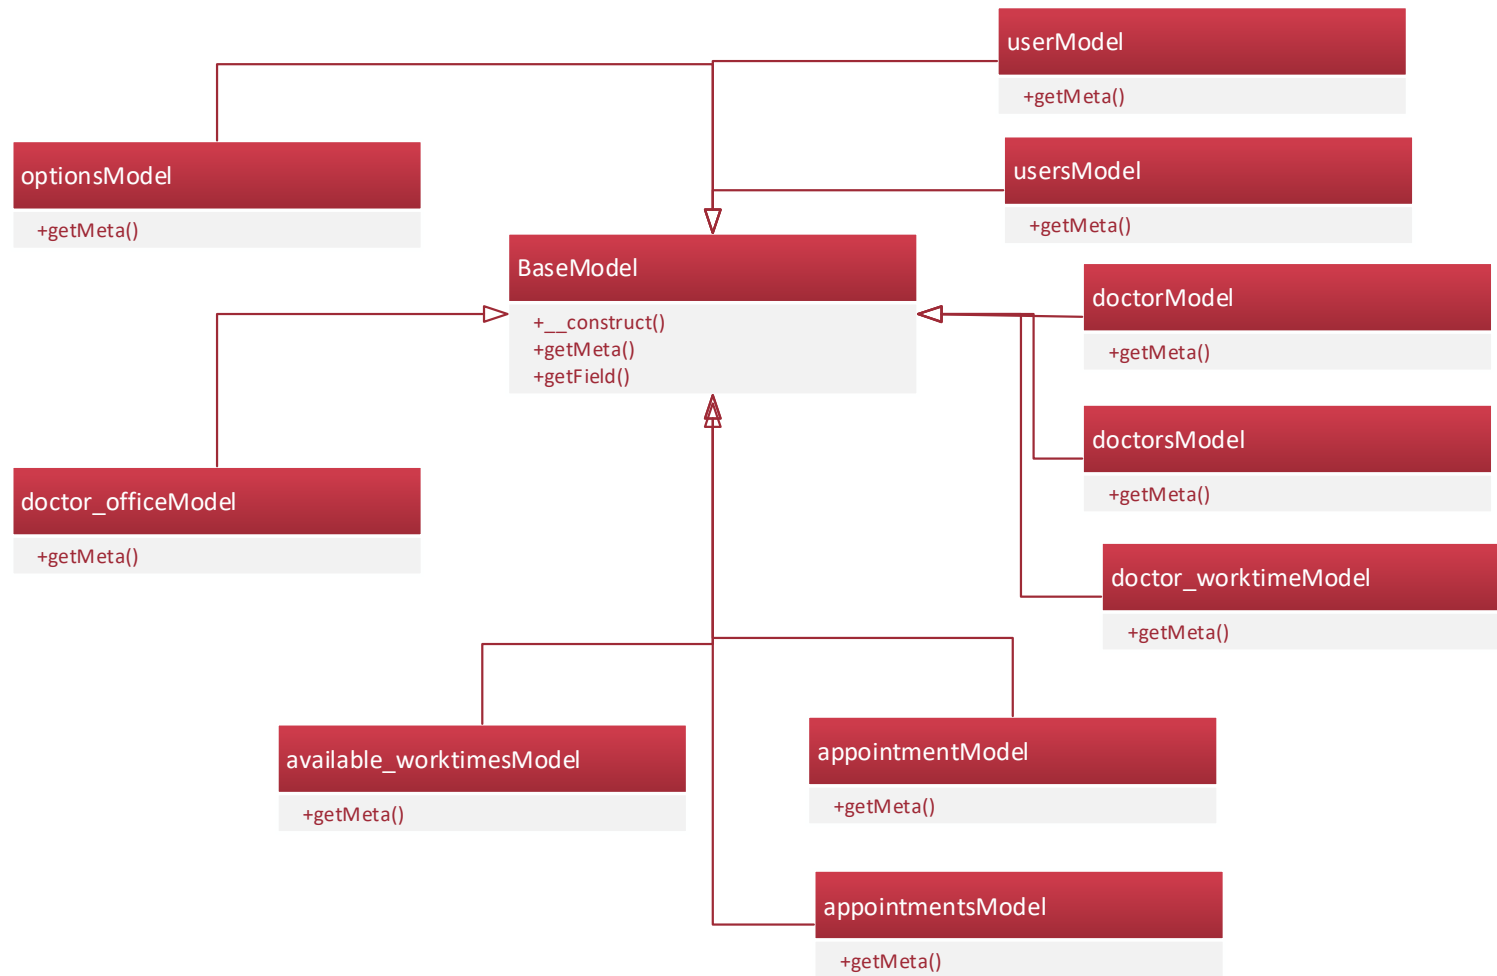 userModel
+getMeta()
optionsModel
+getMeta()
usersModel
+getMeta()
BaseModel
+__construct()
+getMeta()
+getField()
doctorModel
+getMeta()
doctorsModel
+getMeta()
doctor_officeModel
+getMeta()
doctor_worktimeModel
+getMeta()
available_worktimesModel
+getMeta()
appointmentModel
+getMeta()
appointmentsModel
+getMeta()